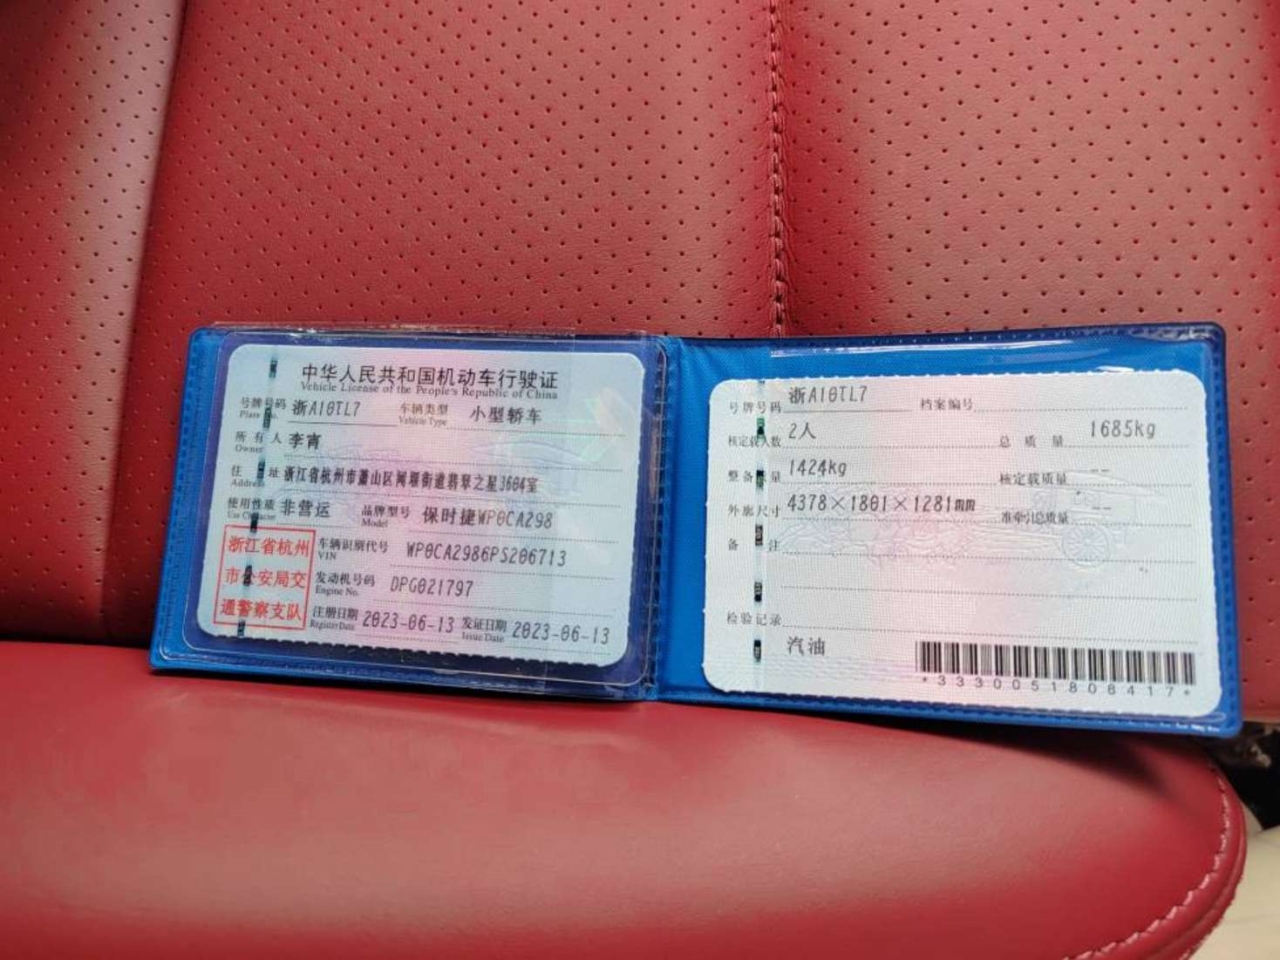 中华人民共和国机动车行驶证
Vehicle License of the People's Republic of China
号牌号码 浙A10TL7 车辆类型 小型轿车
Plate No. Vehicle Type
所有人 李宵
Owner
住址 浙江省杭州市萧山区闻堰街道翡翠之星3604室
Address
使用性质 非营运 品牌型号 保时捷WP0CA298
Use Character Model
浙江省杭州
市公安局交
通警察支队
车辆识别代号 WP0CA2986PS206713
VIN
发动机号码 DPG021797
Engine No.
注册日期 2023-06-13 发证日期 2023-06-13
Register Date Issue Date
号牌号码 浙A10TL7 档案编号
核定载人数 2人 总质量 1685kg
整备质量 1424kg 核定载质量 --
外廓尺寸 4378×1801×1281mm 准牵引总质量 --
备注
检验记录
汽油
*3330051808417*